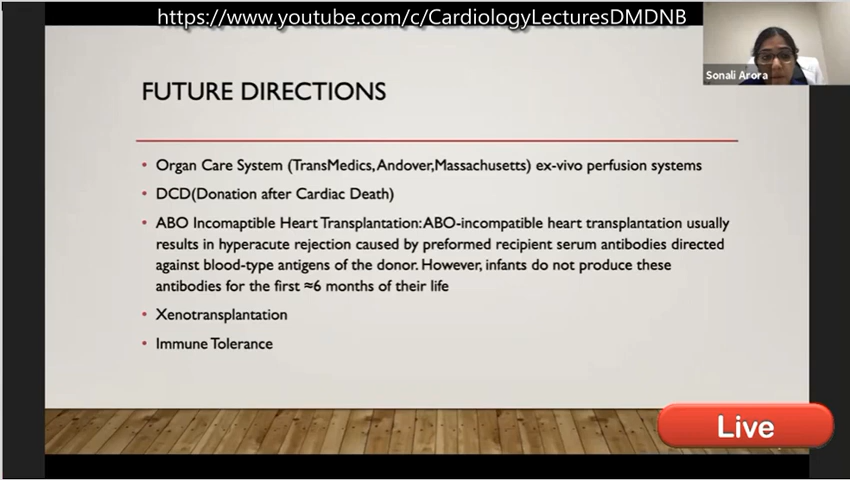 https://www.youtube.com/c/CardiologyLecturesDMDNB
Sonali Arora
FUTURE DIRECTIONS
• Organ Care System (TransMedics,Andover,Massachusetts) ex-vivo perfusion systems
• DCD(Donation after Cardiac Death)
• ABO Incomaptible Heart Transplantation: ABO-incompatible heart transplantation usually
results in hyperacute rejection caused by preformed recipient serum antibodies directed
against blood-type antigens of the donor. However, infants do not produce these
antibodies for the first ≈6 months of their life
• Xenotransplantation
• Immune Tolerance
Live